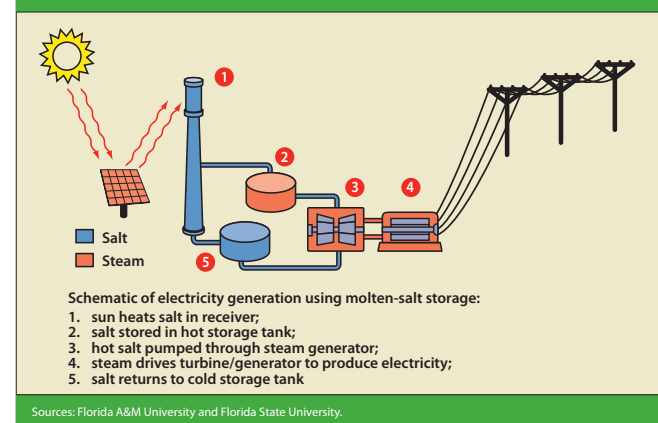 1
2
3
4
5
Salt
Steam
Schematic of electricity generation using molten-salt storage:
1. sun heats salt in receiver;
2. salt stored in hot storage tank;
3. hot salt pumped through steam generator;
4. steam drives turbine/generator to produce electricity;
5. salt returns to cold storage tank
Sources: Florida A&M University and Florida State University.